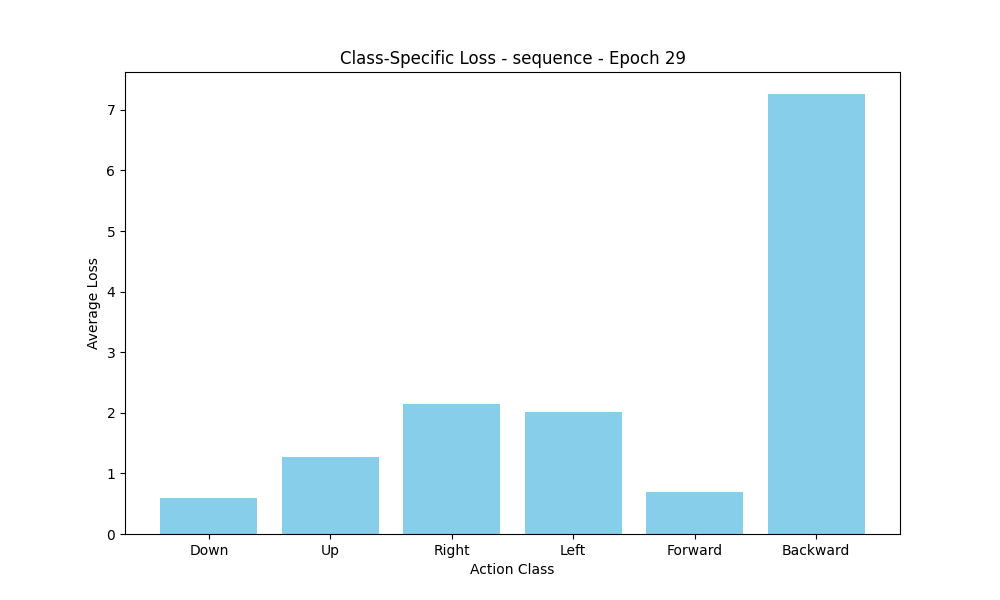 Class-Specific Loss - sequence - Epoch 29
Average Loss
7
6
5
4
3
2
1
0
Down Up Right Left Forward Backward
Action Class